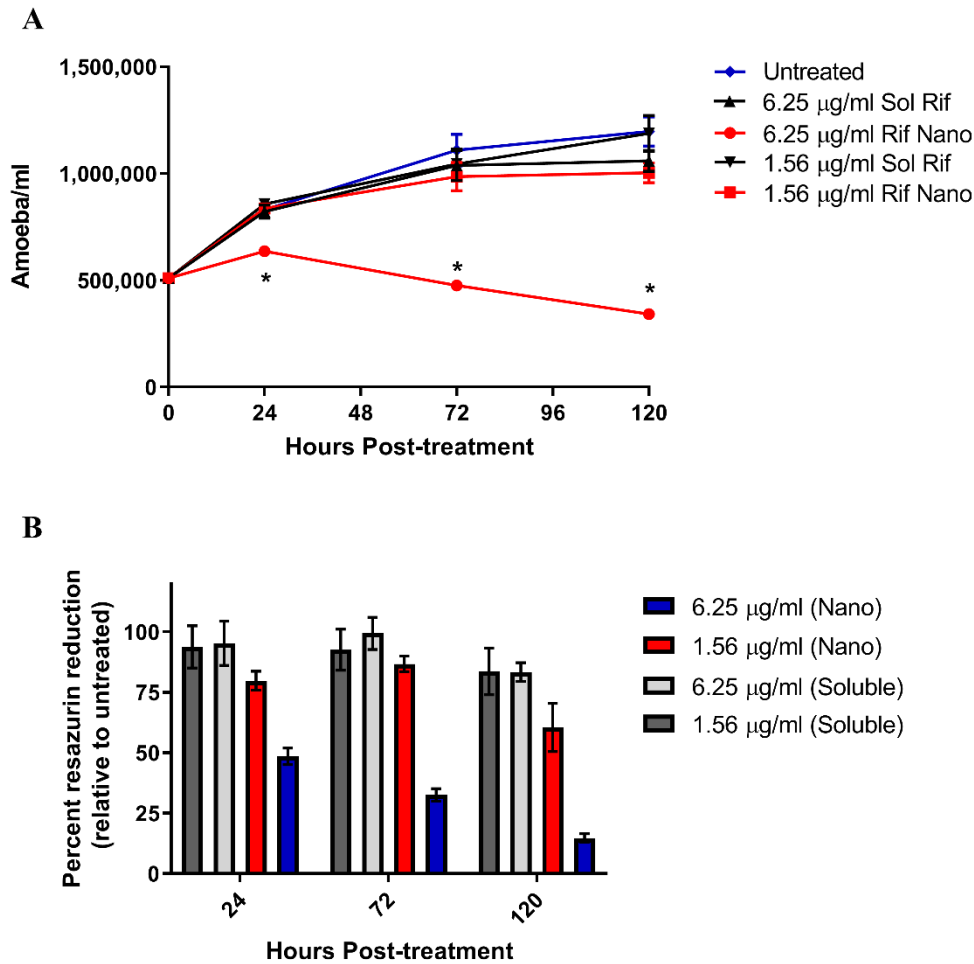 A
1,500,000
1,000,000
500,000
0
Amoeba/ml
*
*
*
0 24 48 72 96 120
Hours Post-treatment
Untreated
6.25 μg/ml Sol Rif
6.25 μg/ml Rif Nano
1.56 μg/ml Sol Rif
1.56 μg/ml Rif Nano
B
Percent resazurin reduction
(relative to untreated)
100
75
50
25
0
24 72 120
Hours Post-treatment
6.25 μg/ml (Nano)
1.56 μg/ml (Nano)
6.25 μg/ml (Soluble)
1.56 μg/ml (Soluble)